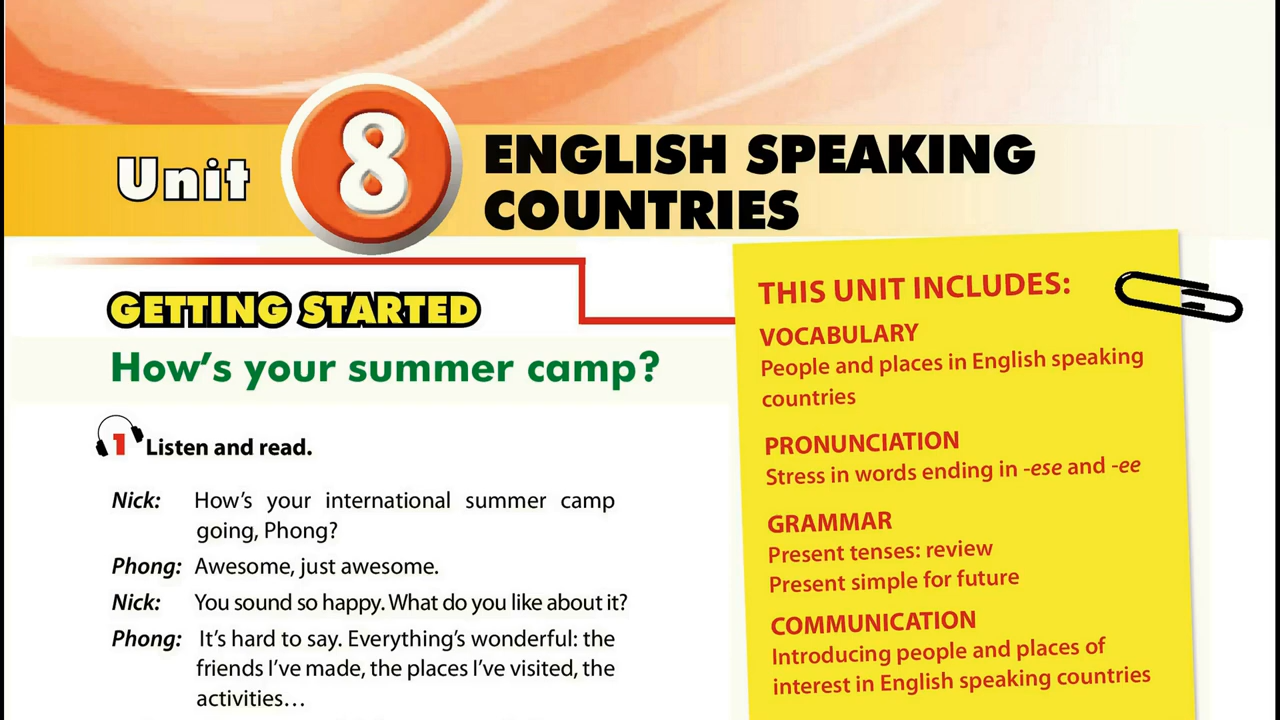 Unit 8 ENGLISH SPEAKING
COUNTRIES
GETTING STARTED
How's your summer camp?
1 Listen and read.
Nick: How's your international summer camp
going, Phong?
Phong: Awesome, just awesome.
Nick: You sound so happy. What do you like about it?
Phong: It's hard to say. Everything's wonderful: the
friends I've made, the places I've visited, the
activities…
THIS UNIT INCLUDES:
VOCABULARY
People and places in English speaking
countries
PRONUNCIATION
Stress in words ending in -ese and -ee
GRAMMAR
Present tenses: review
Present simple for future
COMMUNICATION
Introducing people and places of
interest in English speaking countries